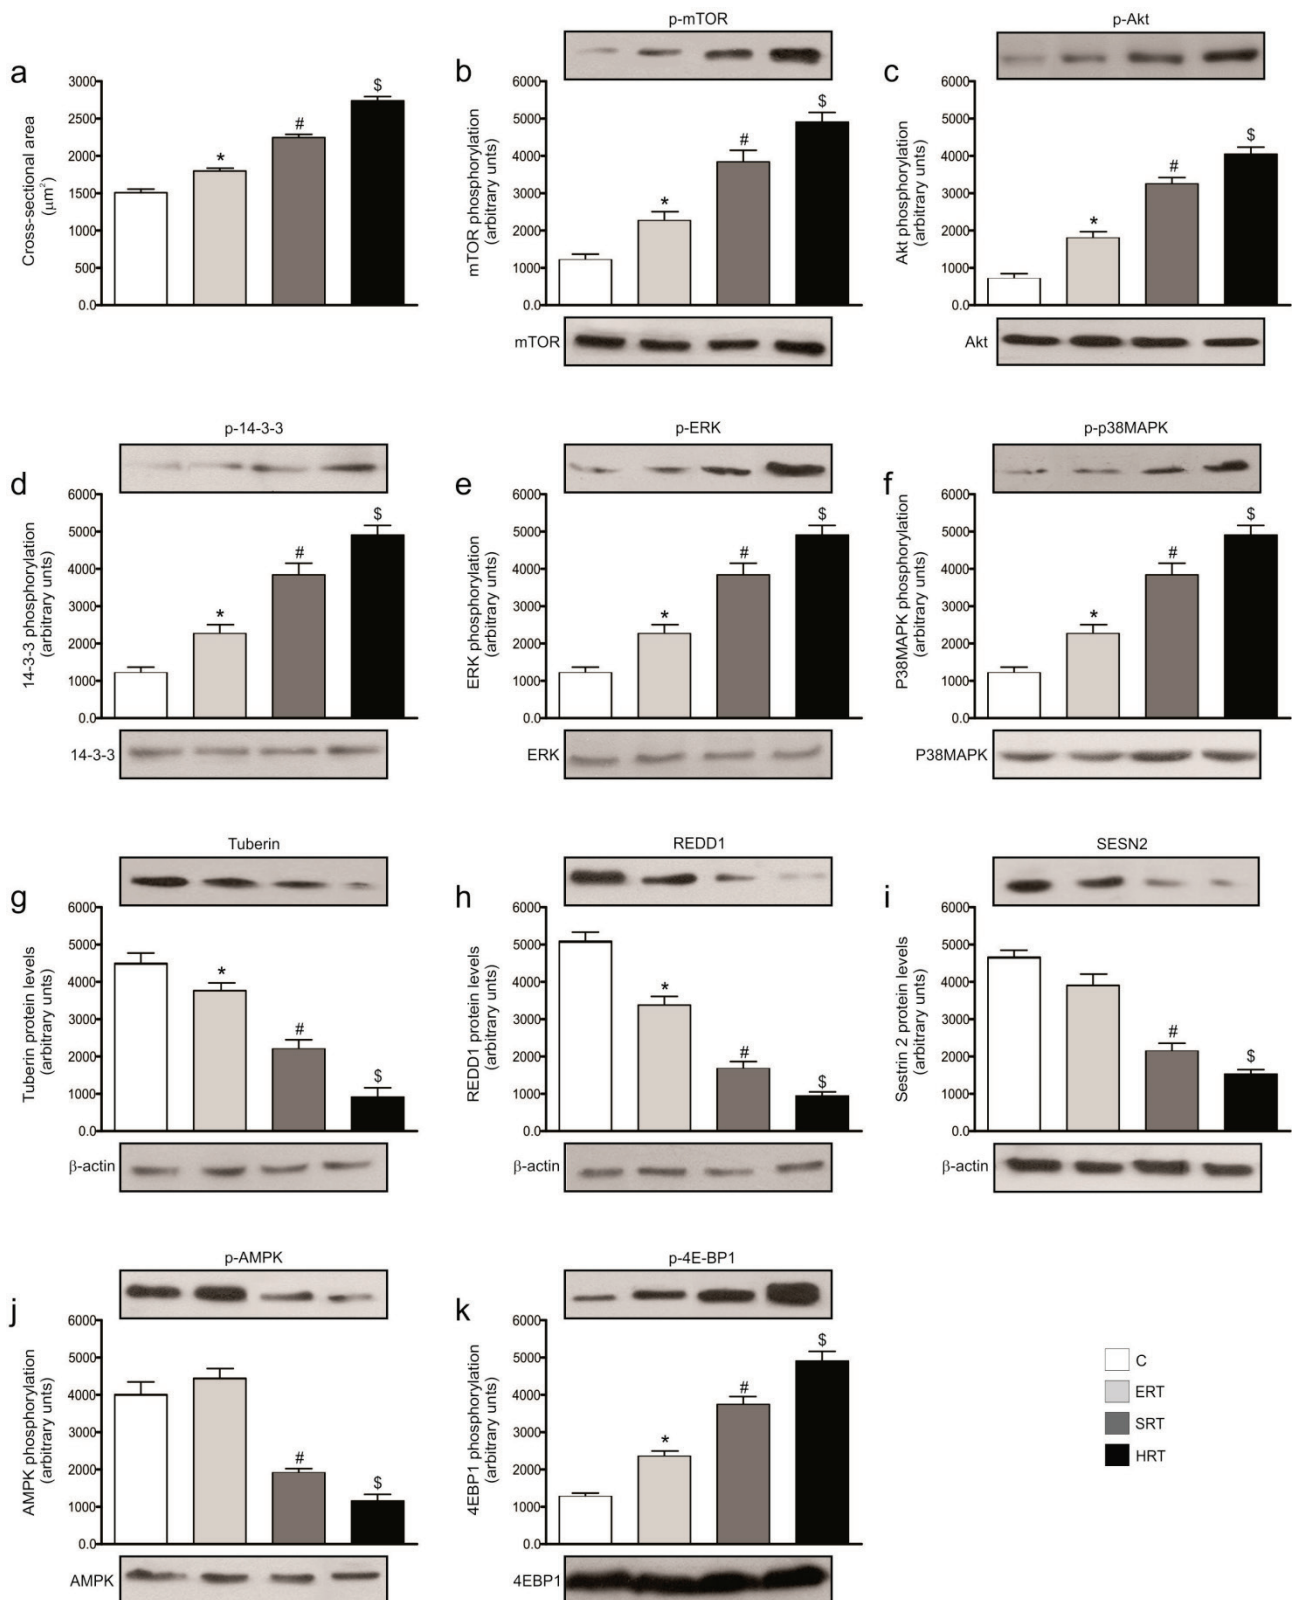 p-mTOR
p-Akt
a
Cross-sectional area
(μm²)
3000
2500
2000
1500
1000
500
0.0
*
#
$
b
mTOR phosphorylation
(arbitrary unts)
6000
5000
4000
3000
2000
1000
0.0
*
#
$
mTOR
c
Akt phosphorylation
(arbitrary unts)
6000
5000
4000
3000
2000
1000
0.0
*
#
$
Akt
p-14-3-3
p-ERK
p-p38MAPK
d
14-3-3 phosphorylation
(arbitrary unts)
6000
5000
4000
3000
2000
1000
0.0
*
#
$
14-3-3
e
ERK phosphorylation
(arbitrary unts)
6000
5000
4000
3000
2000
1000
0.0
*
#
$
ERK
f
P38MAPK phosphorylation
(arbitrary unts)
6000
5000
4000
3000
2000
1000
0.0
*
#
$
P38MAPK
Tuberin
REDD1
SESN2
g
Tuberin protein levels
(arbitrary unts)
6000
5000
4000
3000
2000
1000
0.0
*
#
$
β-actin
h
REDD1 protein levels
(arbitrary unts)
6000
5000
4000
3000
2000
1000
0.0
*
#
$
β-actin
i
Sestrin 2 protein levels
(arbitrary unts)
6000
5000
4000
3000
2000
1000
0.0
#
$
β-actin
p-AMPK
p-4E-BP1
j
AMPK phosphorylation
(arbitrary unts)
6000
5000
4000
3000
2000
1000
0.0
#
$
AMPK
k
4EBP1 phosphorylation
(arbitrary unts)
6000
5000
4000
3000
2000
1000
0.0
*
#
$
4EBP1
C
ERT
SRT
HRT